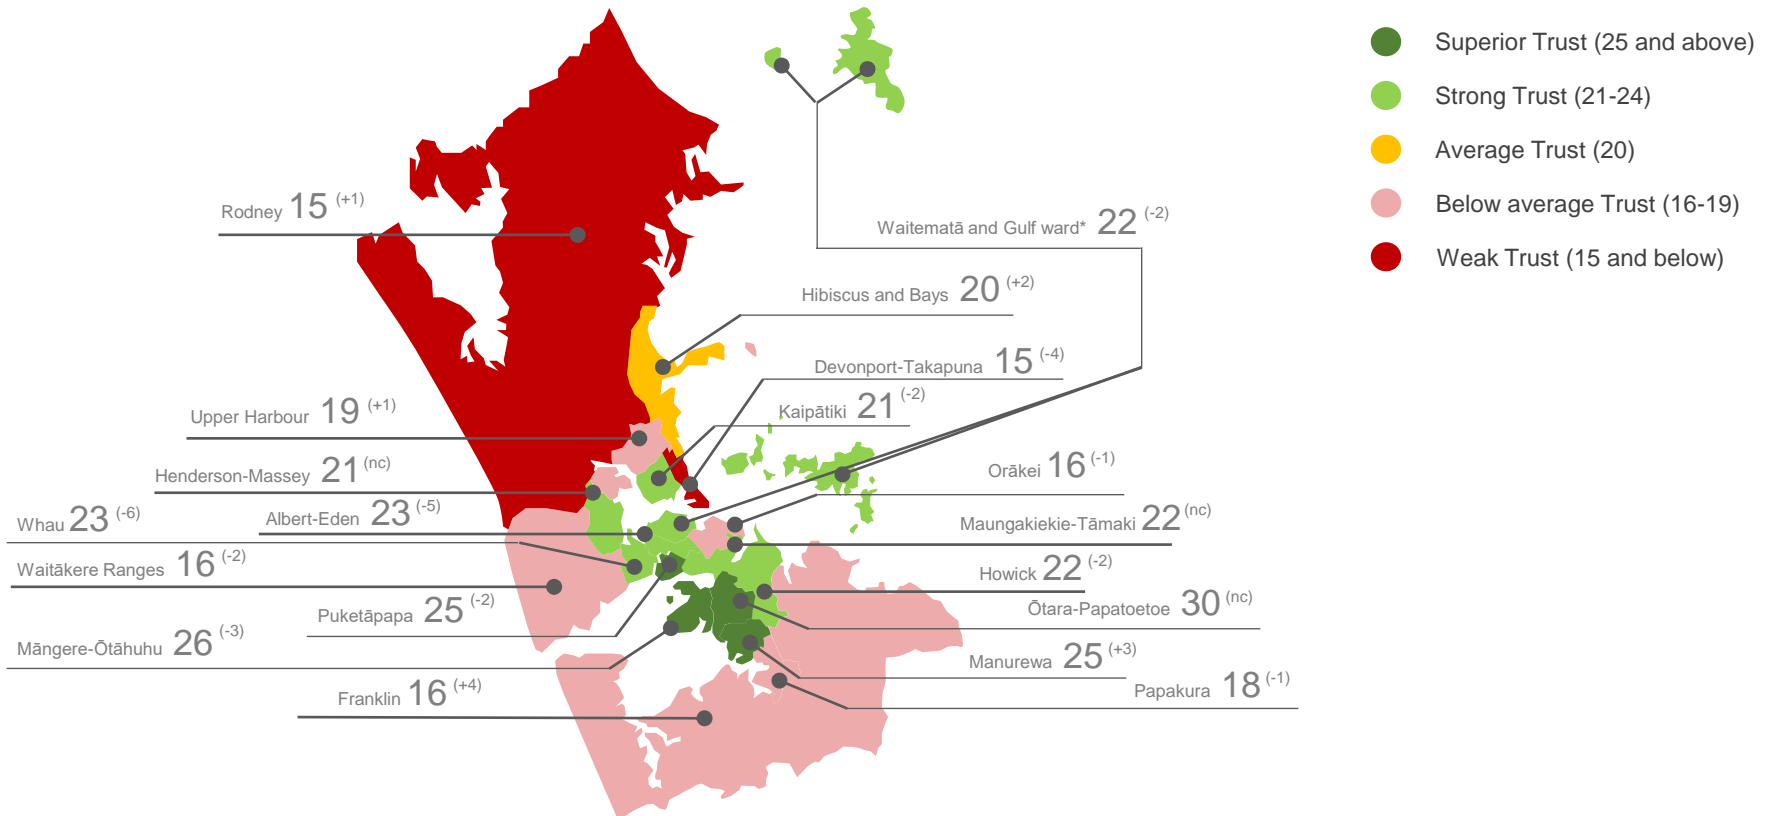 Superior Trust (25 and above)
Strong Trust (21-24)
Average Trust (20)
Below average Trust (16-19)
Weak Trust (15 and below)
Rodney 15 (+1)
Waitematā and Gulf ward* 22 (-2)
Hibiscus and Bays 20 (+2)
Devonport-Takapuna 15 (-4)
Kaipātiki 21 (-2)
Upper Harbour 19 (+1)
Henderson-Massey 21 (nc)
Orākei 16 (-1)
Whau 23 (-6)
Albert-Eden 23 (-5)
Maungakiekie-Tāmaki 22 (nc)
Waitākere Ranges 16 (-2)
Howick 22 (-2)
Puketāpapa 25 (-2)
Ōtara-Papatoetoe 30 (nc)
Māngere-Ōtāhuhu 26 (-3)
Manurewa 25 (+3)
Franklin 16 (+4)
Papakura 18 (-1)